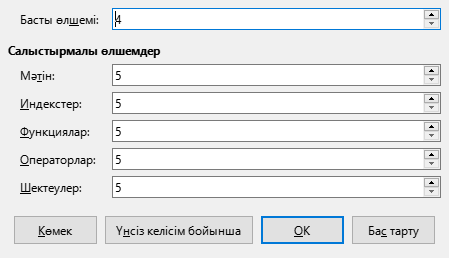 Басты өлшемі: 4
Салыстырмалы өлшемдер
Мәтін: 5
Индекстер: 5
Функциялар: 5
Операторлар: 5
Шектеулер: 5
Көмек Үнсіз келісім бойынша OK Бас тарту